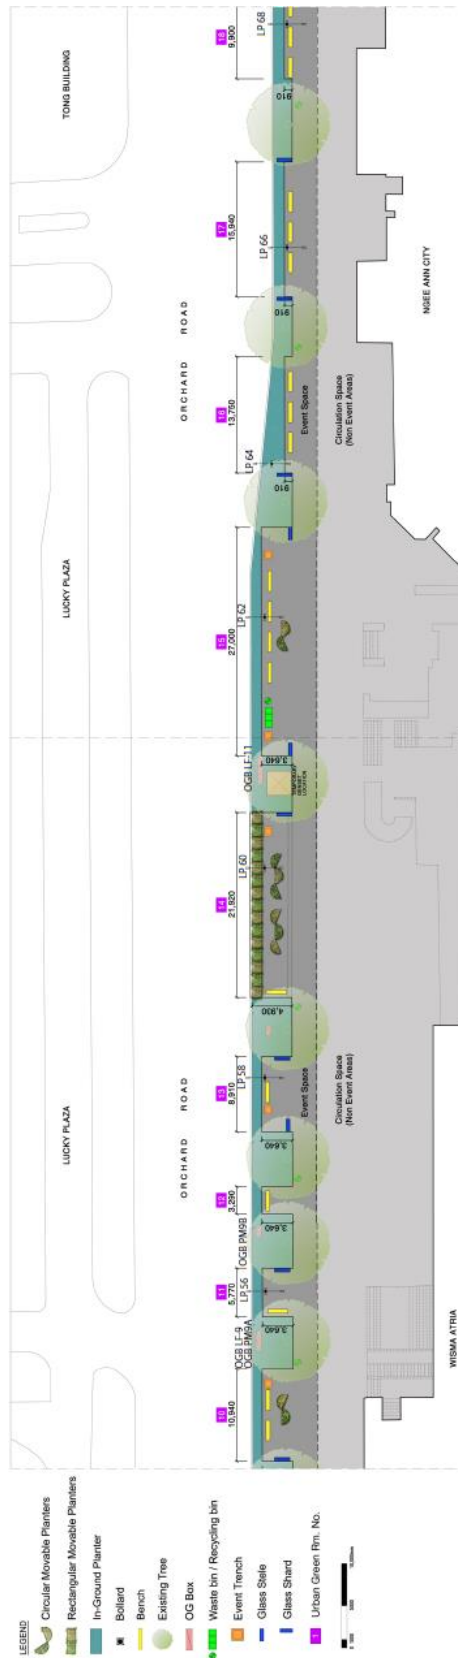 TONG BUILDING
LUCKY PLAZA
LUCKY PLAZA
ORCHARD ROAD
ORCHARD ROAD
10
10,940
11
5,770
12
3,290
13
8,910
14
21,920
15
27,000
16
13,750
17
15,940
18
9,900
OGB LF-9
OGB PM9A
LP 56
OGB PM9B
LP 58
LP 60
OGB LF-11
LP 62
LP 64
LP 66
LP 68
3,640
3,640
3,640
4,930
3,640
910
910
910
TEMPORARY
LOCATION
Event Space
Event Space
Circulation Space
(Non Event Areas)
Circulation Space
(Non Event Areas)
WISMA ATRIA
NGEE ANN CITY
LEGEND
Circular Movable Planters
Rectangular Movable Planters
In-Ground Planter
Bollard
Bench
Existing Tree
OG Box
Waste bin / Recycling bin
Event Trench
Glass Stele
Glass Shard
1
Urban Green Rm. No.